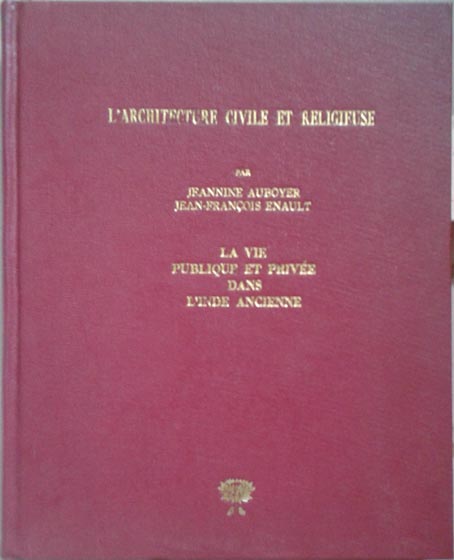 L'ARCHITECTURE CIVILE ET RELIGIEUSE
PAR
JEANNINE AUBOYER
JEAN-FRANÇOIS ENAULT
LA VIE
PUBLIQUE ET PRIVÉE
DANS
L'INDE ANCIENNE